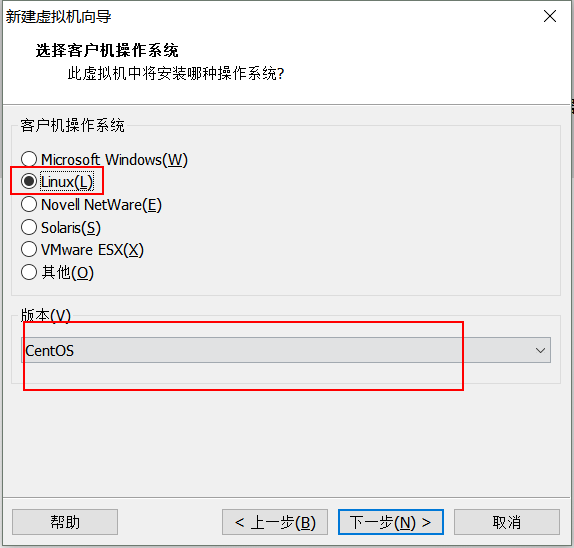 新建虚拟机向导
选择客户机操作系统
此虚拟机中将安装哪种操作系统?
客户机操作系统
Microsoft Windows(W)
Linux(L)
Novell NetWare(E)
Solaris(S)
VMware ESX(X)
其他(O)
版本(V)
CentOS
帮助
< 上一步(B)
下一步(N) >
取消